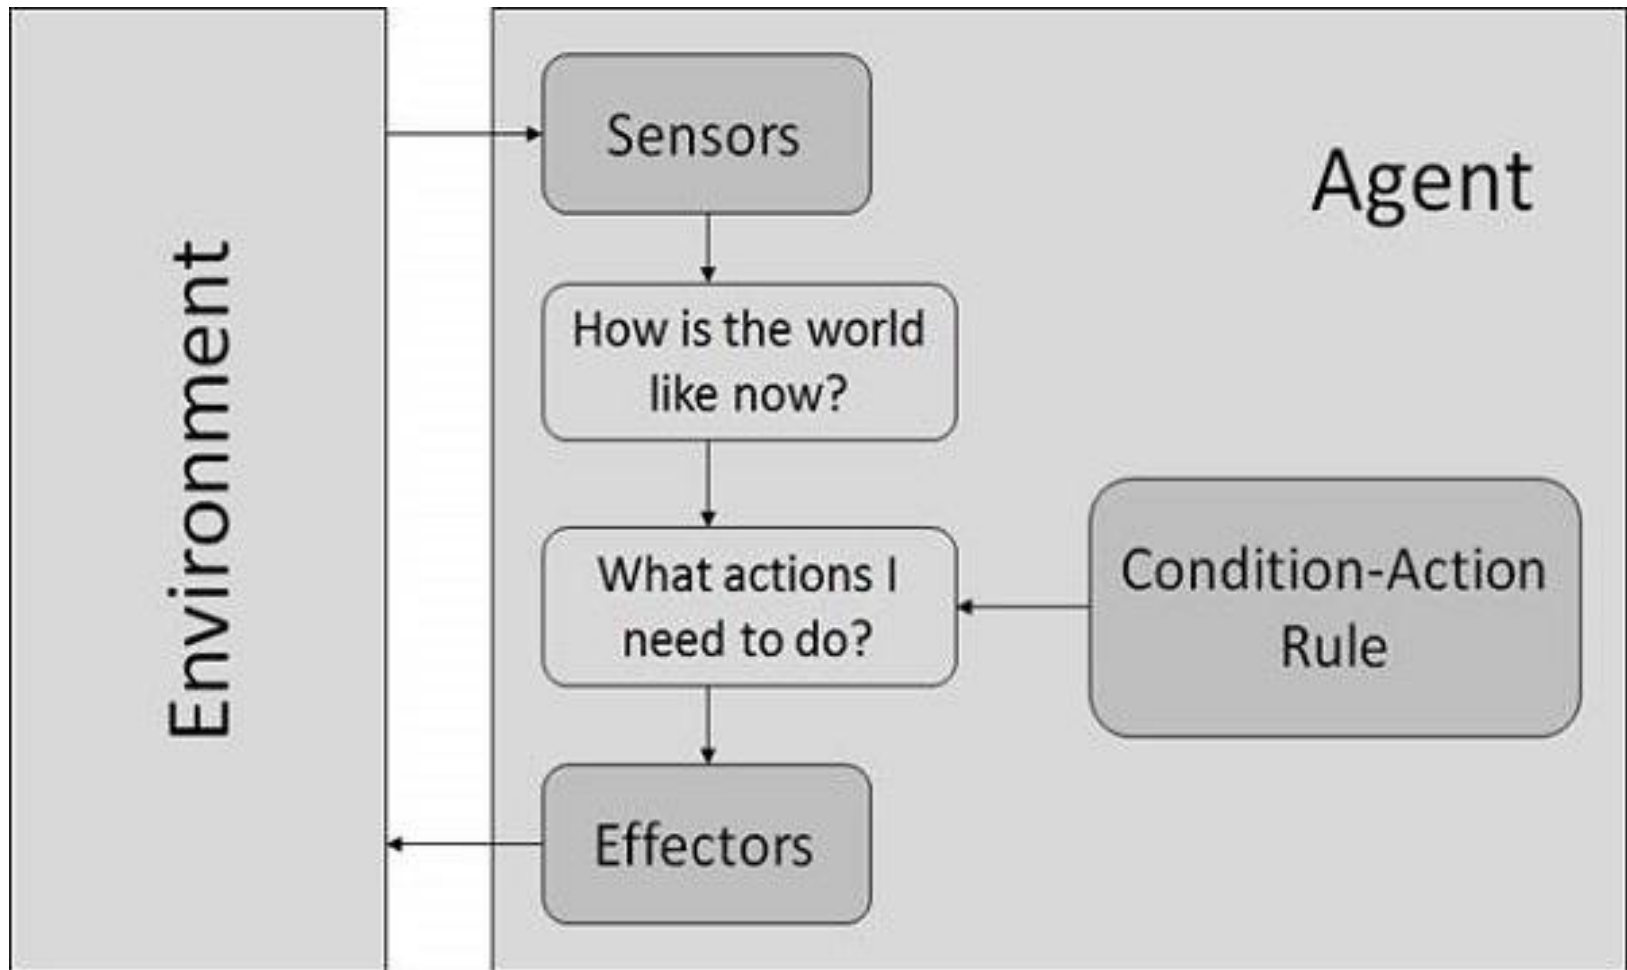 Environment
Agent
Sensors
How is the world
like now?
What actions I
need to do?
Condition-Action
Rule
Effectors